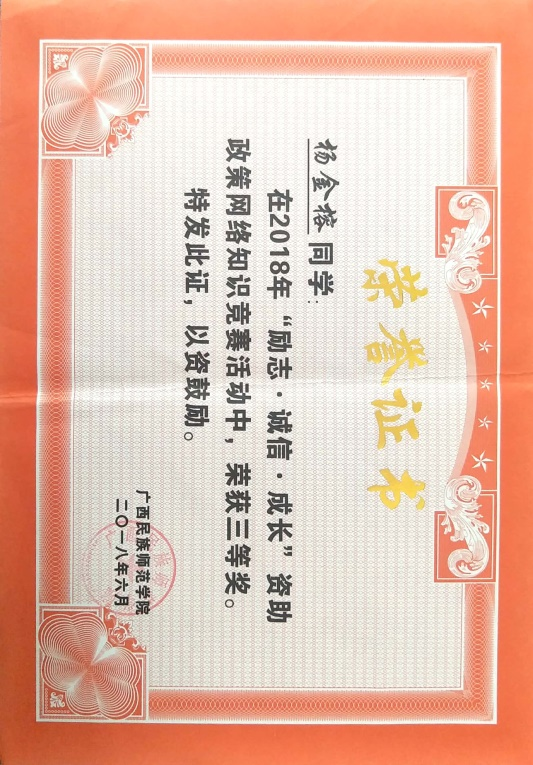 荣誉证书
杨金榕同学:
在2018年“励志·诚信·成长”资助
政策网络知识竞赛活动中，荣获三等奖。
特发此证，以资鼓励。
广西民族师范学院
二〇一八年六月